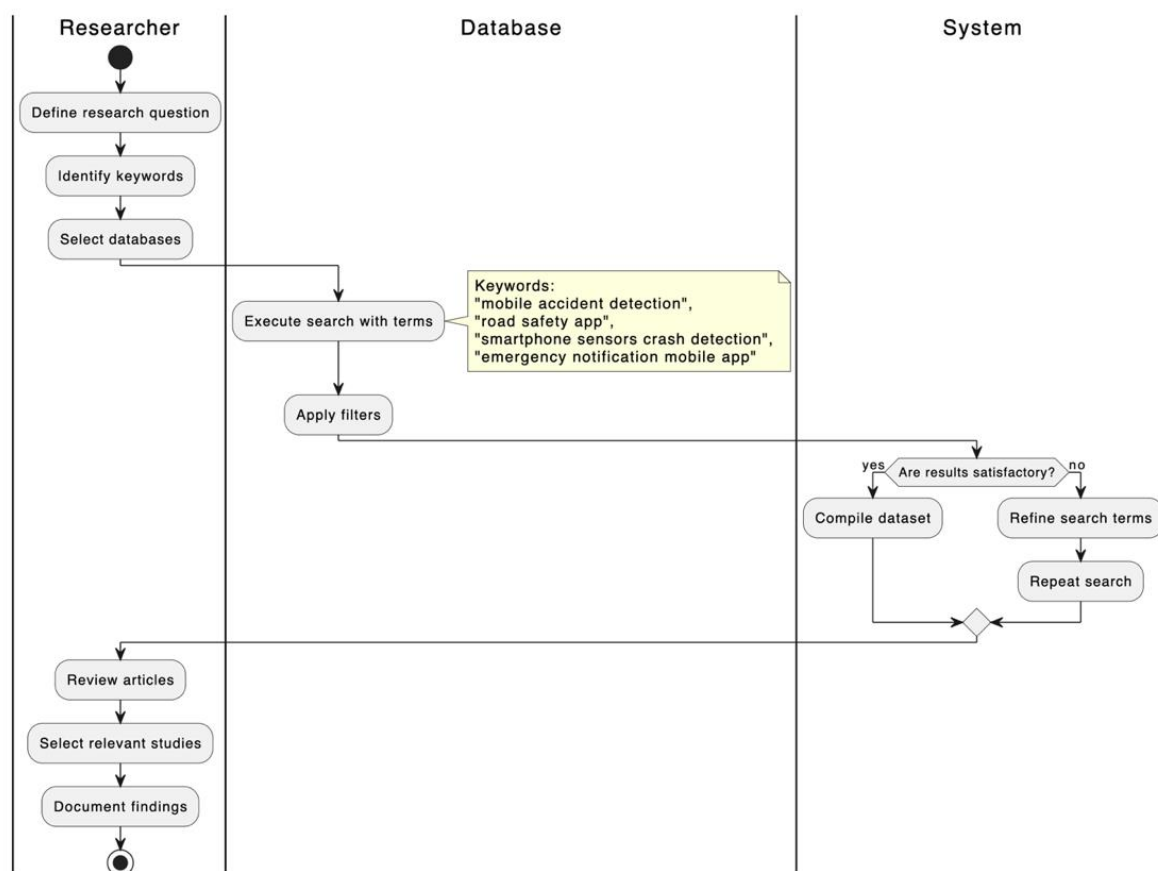 Researcher
Database
System
Define research question
Identify keywords
Select databases
Execute search with terms
Keywords:
"mobile accident detection",
"road safety app",
"smartphone sensors crash detection",
"emergency notification mobile app"
Apply filters
yes
Are results satisfactory?
no
Compile dataset
Refine search terms
Repeat search
Review articles
Select relevant studies
Document findings